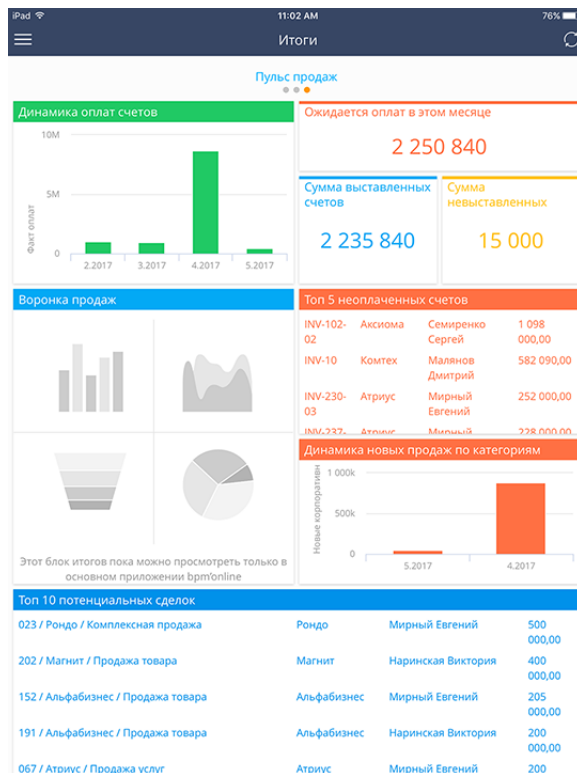 iPad 11:02 AM 76%
Итоги
Пульс продаж
Динамика оплат счетов
10M
5M
0
Факт оплат
2.2017 3.2017 4.2017 5.2017
Ожидается оплат в этом месяце
2 250 840
Сумма выставленных
счетов
2 235 840
Сумма
невыставленных
15 000
Воронка продаж
Этот блок итогов пока можно просмотреть только в
основном приложении bpm'online
Топ 5 неоплаченных счетов
INV-102- Аксиома Семиренко 1 098
02 Сергей 000,00
INV-10 Комтех Малянов 582 090,00
Дмитрий
INV-230- Атриус Мирный 252 000,00
03 Евгений
INV-237- Атриус Мирный 228 000,00
Динамика новых продаж по категориям
1 000k
500k
0
Новые корпоративн
5.2017 4.2017
Топ 10 потенциальных сделок
023 / Рондо / Комплексная продажа Рондо Мирный Евгений 500
000,00
202 / Магнит / Продажа товара Магнит Наринская Виктория 400
000,00
152 / Альфабизнес / Продажа товара Альфабизнес Мирный Евгений 205
000,00
191 / Альфабизнес / Продажа товара Альфабизнес Наринская Виктория 200
000,00
067 / Атриус / Продажа услуг Атриус Мирный Евгений 200